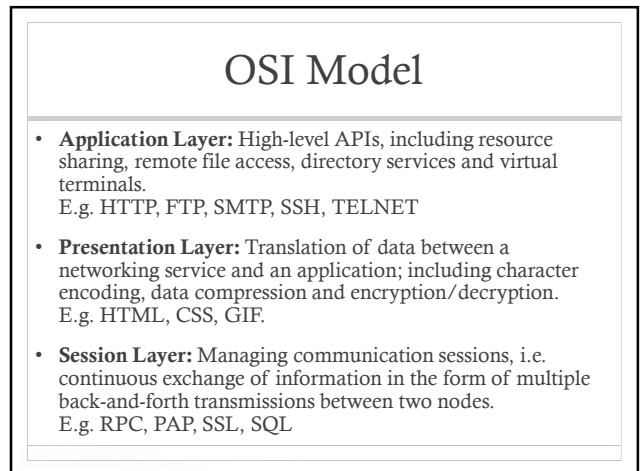 OSI Model
• Application Layer: High-level APIs, including resource
sharing, remote file access, directory services and virtual
terminals.
E.g. HTTP, FTP, SMTP, SSH, TELNET
• Presentation Layer: Translation of data between a
networking service and an application; including character
encoding, data compression and encryption/decryption.
E.g. HTML, CSS, GIF.
• Session Layer: Managing communication sessions, i.e.
continuous exchange of information in the form of multiple
back-and-forth transmissions between two nodes.
E.g. RPC, PAP, SSL, SQL